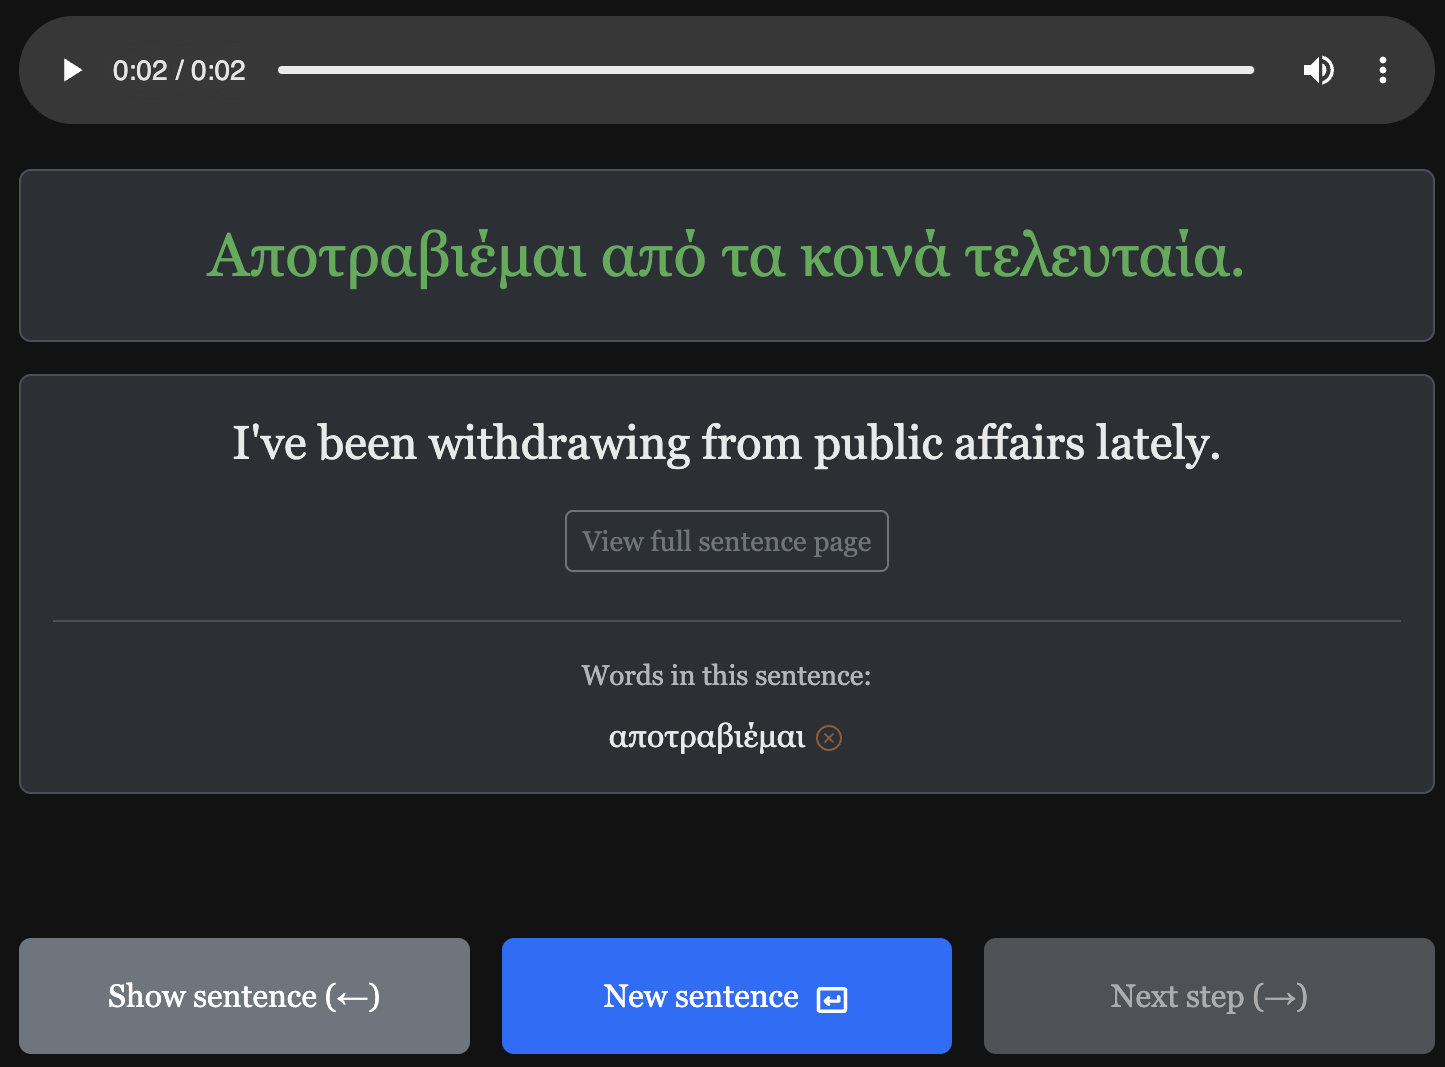 0:02 / 0:02
Αποτραβιέμαι από τα κοινά τελευταία.
I've been withdrawing from public affairs lately.
View full sentence page
Words in this sentence:
αποτραβιέμαι
Show sentence (←)
New sentence
Next step (→)